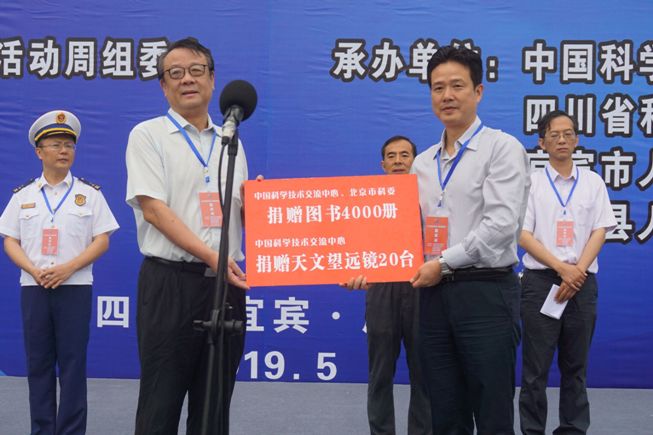 活动周组委
承办单位：中国科学
四川省科
宜宾市人
县人
中国科学技术交流中心、北京市科委
捐赠图书4000册
中国科学技术交流中心
捐赠天文望远镜20台
四 宜宾·
19.5